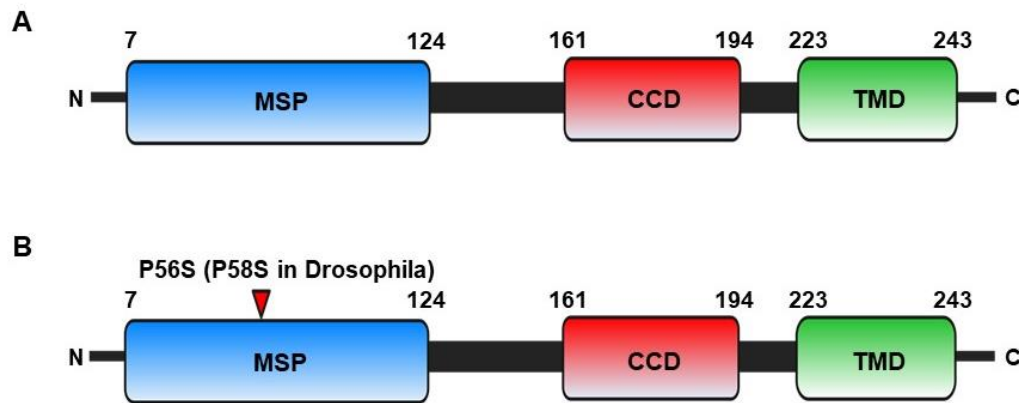 A
7 124 161 194 223 243
N MSP CCD TMD C
B
P56S (P58S in Drosophila)
7 124 161 194 223 243
N MSP CCD TMD C